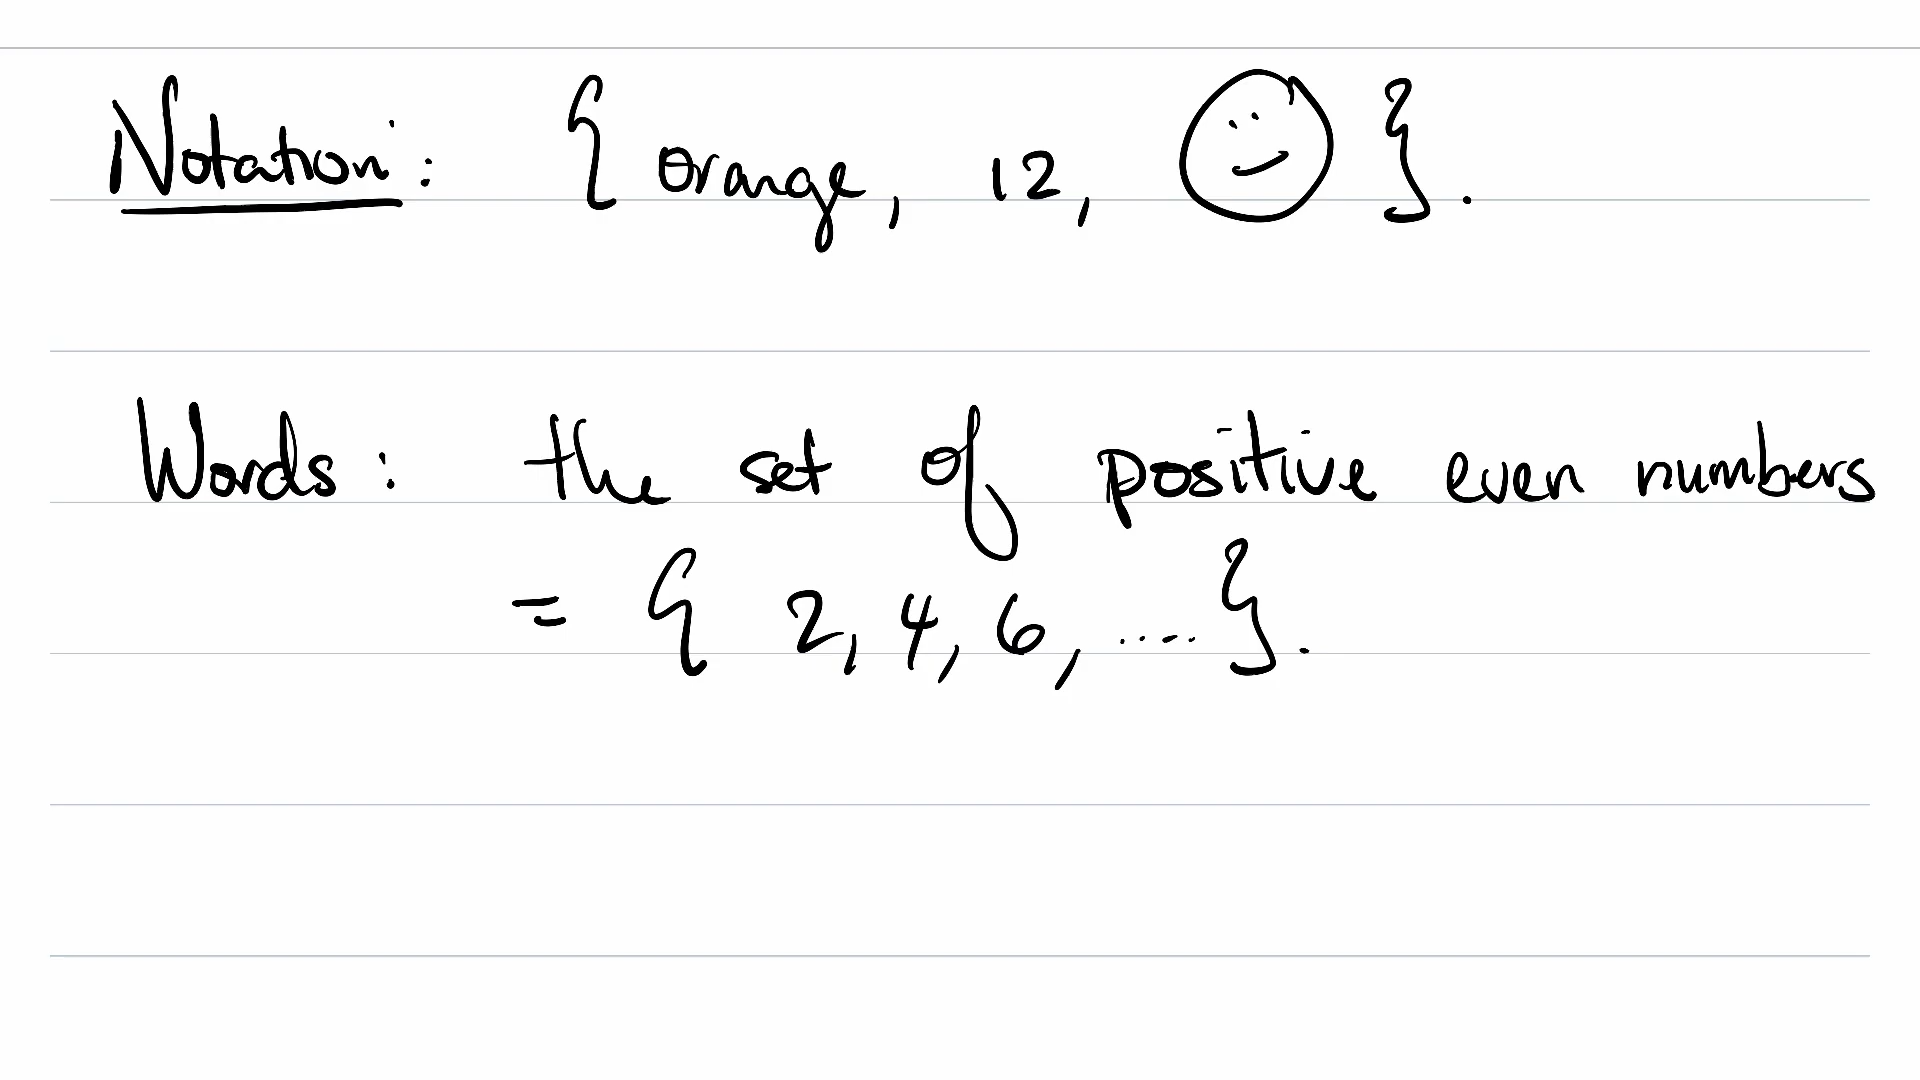 Notation: { orange, 12, ☺ }.
Words: the set of positive even numbers
= { 2, 4, 6, .... }.